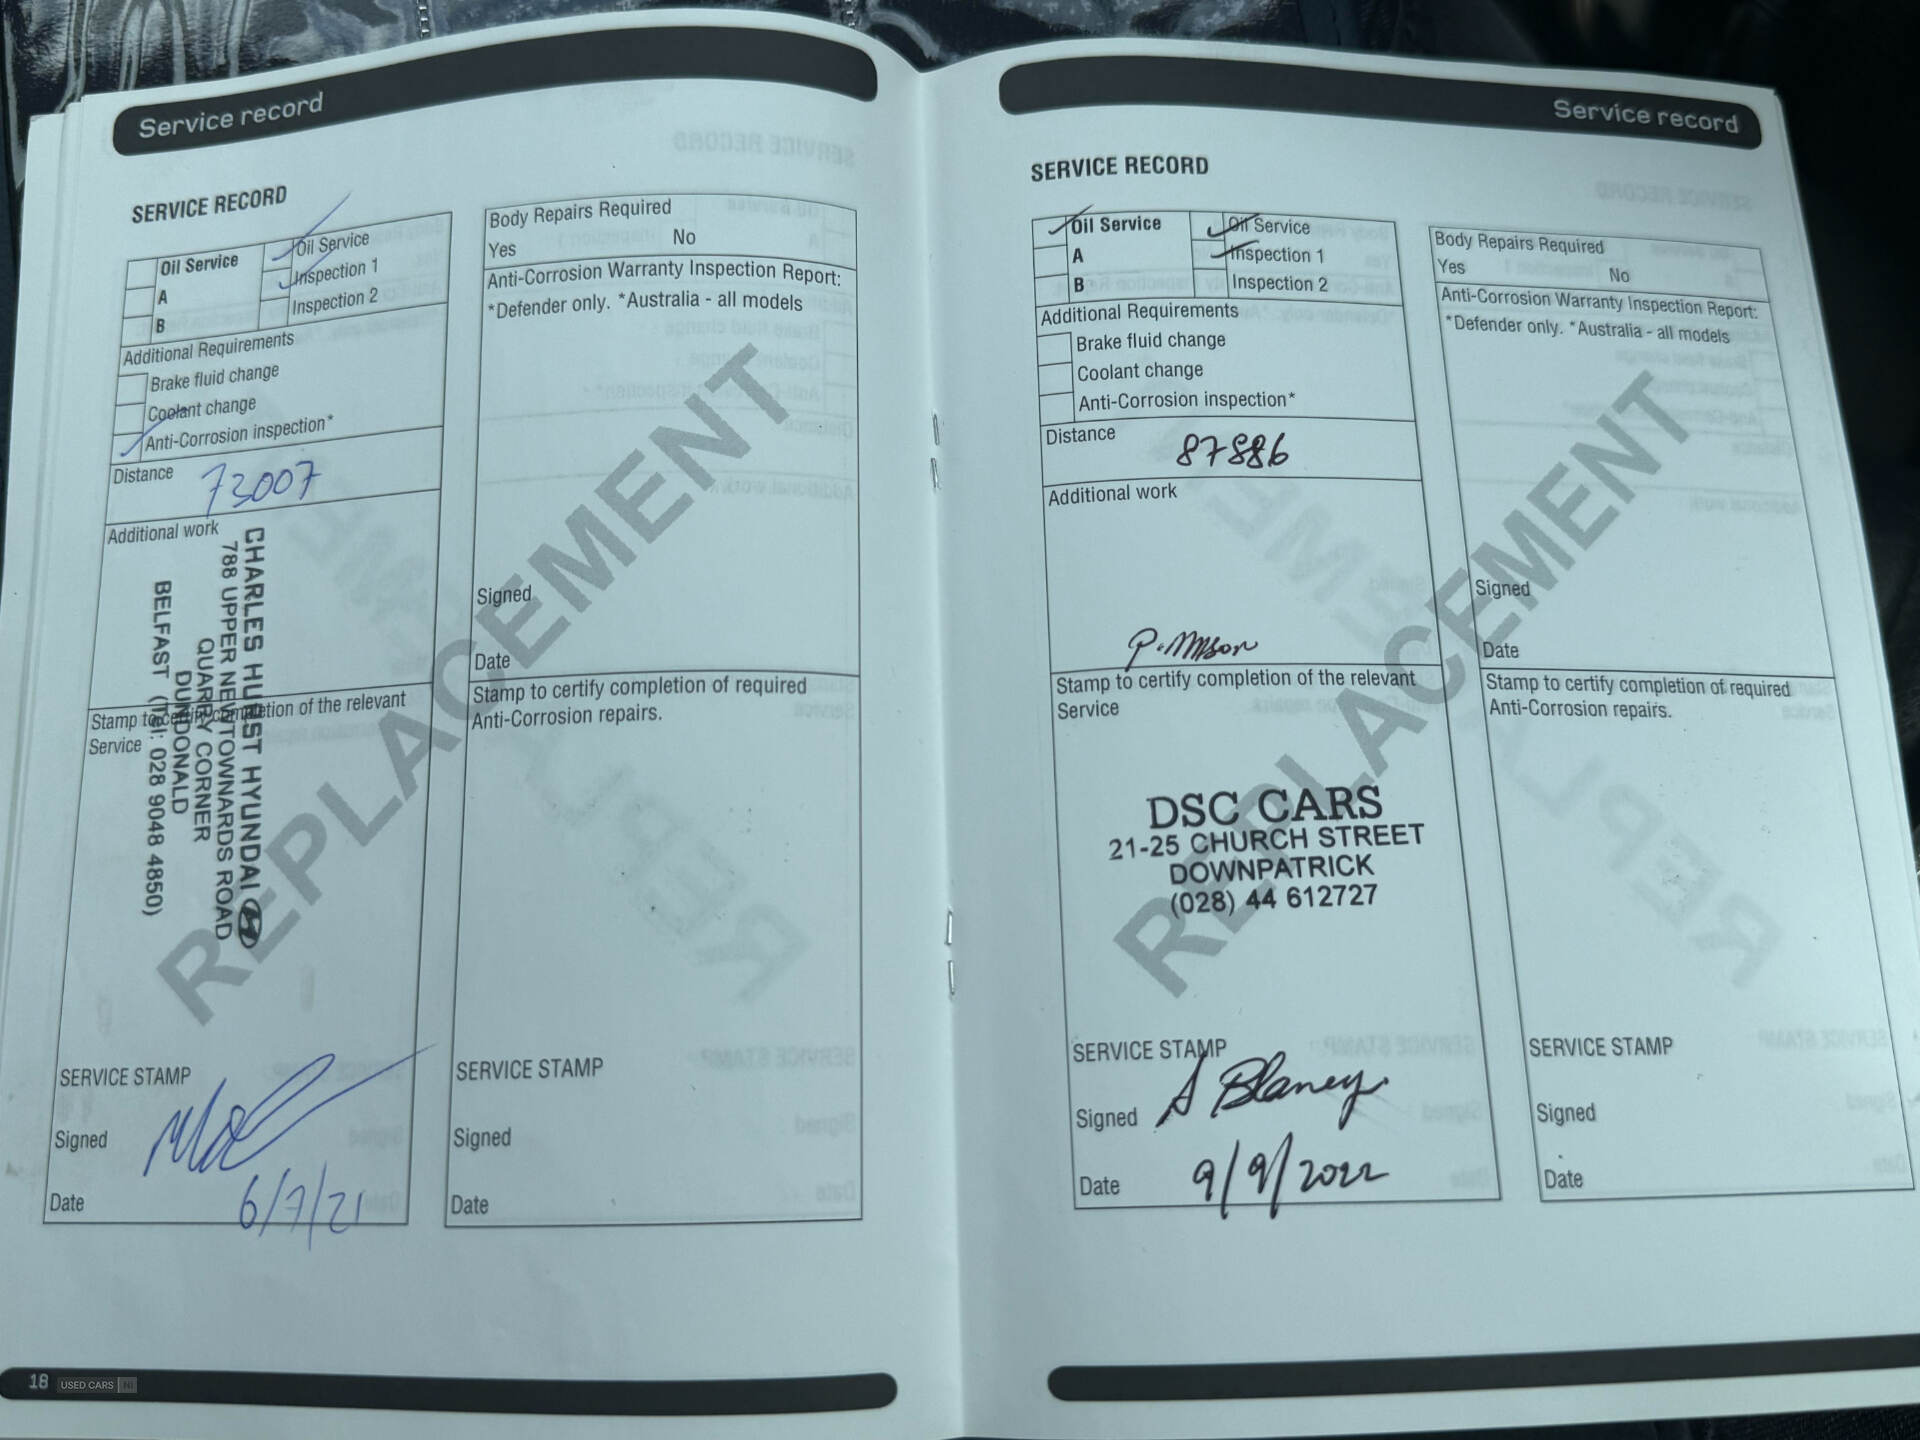 Service record
SERVICE RECORD
Oil Service
A
B
Oil Service
Inspection 1
Inspection 2
Additional Requirements
Brake fluid change
Coolant change
Anti-Corrosion inspection*
Distance 73007
Additional work
CHARLES HURST HYUNDAI
788 UPPER NEWTOWNARDS ROAD
QUARRY CORNER
DUNDONALD
BELFAST (Tel: 028 9048 4850)
Stamp to certify completion of the relevant
Service
SERVICE STAMP
Signed
Date 6/7/21
Body Repairs Required
Yes No
Anti-Corrosion Warranty Inspection Report:
*Defender only. *Australia - all models
REPLACEMENT
Signed
Date
Stamp to certify completion of required
Anti-Corrosion repairs.
SERVICE STAMP
Signed
Date
18 USED CARS NI
Service record
SERVICE RECORD
Oil Service
A
B
Oil Service
Inspection 1
Inspection 2
Additional Requirements
Brake fluid change
Coolant change
Anti-Corrosion inspection*
Distance 87886
Additional work
Stamp to certify completion of the relevant
Service
DSC CARS
21-25 CHURCH STREET
DOWNPATRICK
(028) 44 612727
SERVICE STAMP
Signed A Blaney
Date 9/9/2022
Body Repairs Required
Yes No
Anti-Corrosion Warranty Inspection Report:
*Defender only. *Australia - all models
REPLACEMENT
Signed
Date
Stamp to certify completion of required
Anti-Corrosion repairs.
SERVICE STAMP
Signed
Date